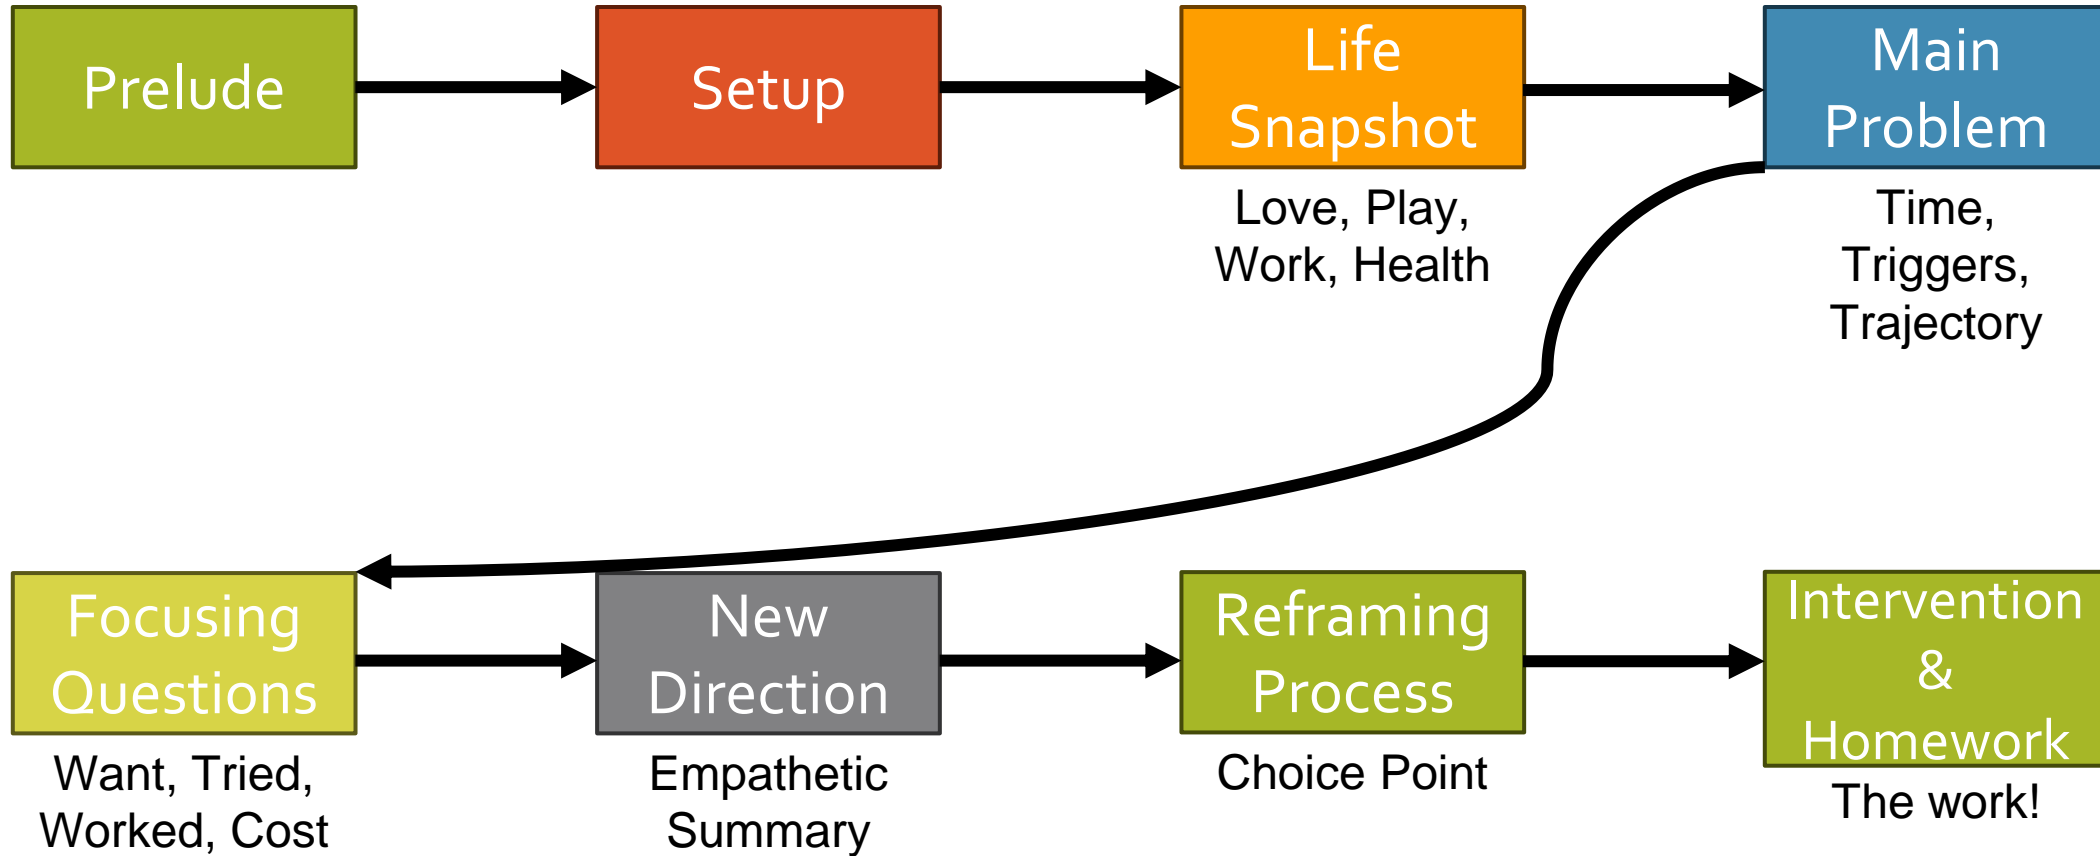 Prelude
Setup
Life
Snapshot
Love, Play,
Work, Health
Main
Problem
Time,
Triggers,
Trajectory
Focusing
Questions
Want, Tried,
Worked, Cost
New
Direction
Empathetic
Summary
Reframing
Process
Choice Point
Intervention
&
Homework
The work!